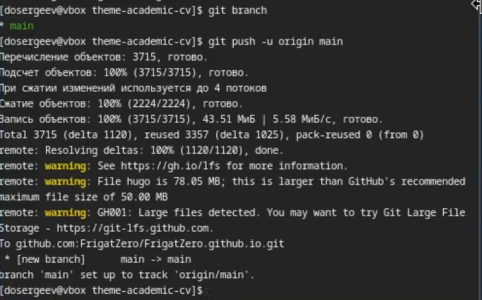 [dosergeev@vbox theme-academic-cv]$ git branch
* main
[dosergeev@vbox theme-academic-cv]$ git push -u origin main
Перечисление объектов: 3715, готово.
Подсчет объектов: 100% (3715/3715), готово.
При сжатии изменений используется до 4 потоков
Сжатие объектов: 100% (2224/2224), готово.
Запись объектов: 100% (3715/3715), 43.51 МиБ | 5.58 МиБ/с, готово.
Total 3715 (delta 1120), reused 3357 (delta 1025), pack-reused 0 (from 0)
remote: Resolving deltas: 100% (1120/1120), done.
remote: warning: See https://gh.io/lfs for more information.
remote: warning: File hugo is 78.05 MB; this is larger than GitHub's recommended
maximum file size of 50.00 MB
remote: warning: GH001: Large files detected. You may want to try Git Large File
Storage - https://git-lfs.github.com.
To github.com:FrigatZero/FrigatZero.github.io.git
* [new branch] main -> main
branch 'main' set up to track 'origin/main'.
[dosergeev@vbox theme-academic-cv]$